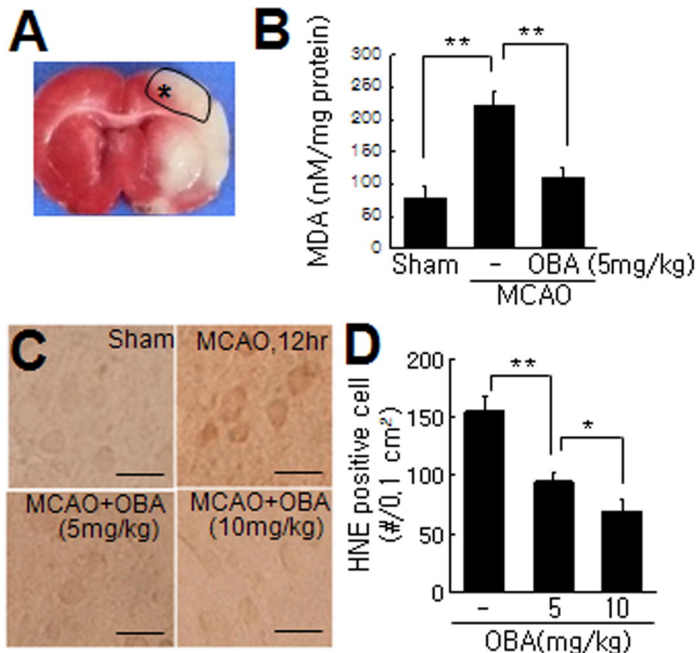 A
*
B
MDA (nM/mg protein)
300
250
200
150
100
50
0
**
**
Sham
-
OBA (5mg/kg)
MCAO
C
Sham
MCAO,12hr
MCAO+OBA
(5mg/kg)
MCAO+OBA
(10mg/kg)
D
HNE positive cell
(#/0,1 cm²)
200
150
100
50
0
**
*
-
5
10
OBA(mg/kg)